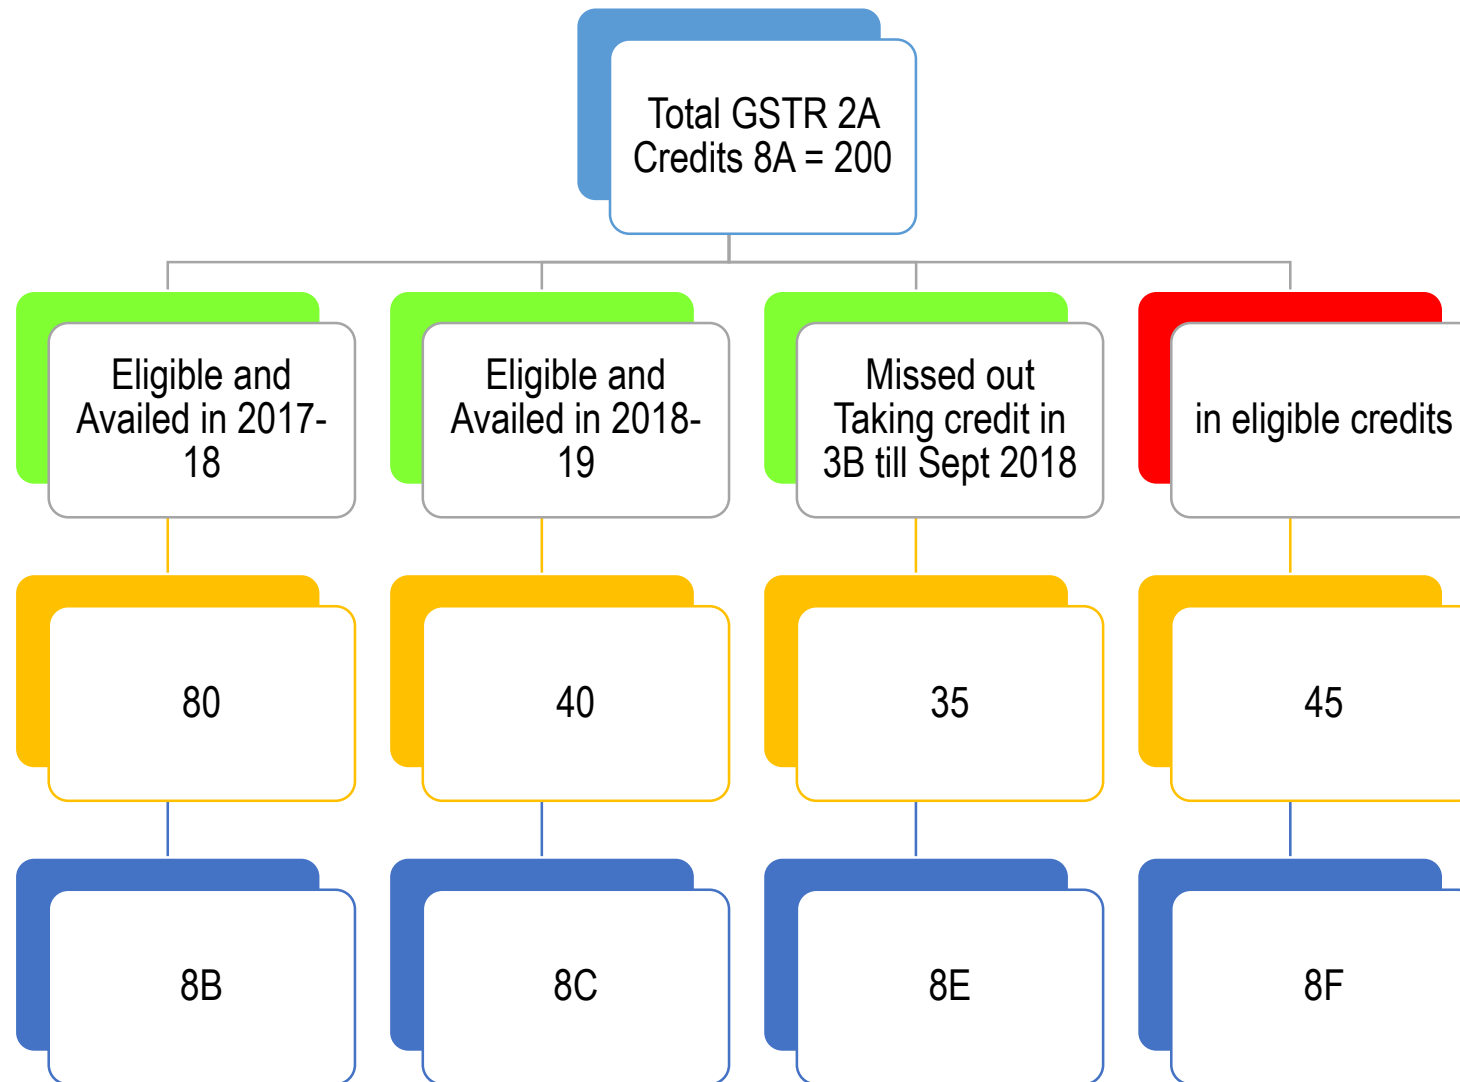 Total GSTR 2A
Credits 8A = 200
Eligible and
Availed in 2017-
18
Eligible and
Availed in 2018-
19
Missed out
Taking credit in
3B till Sept 2018
in eligible credits
80
40
35
45
8B
8C
8E
8F